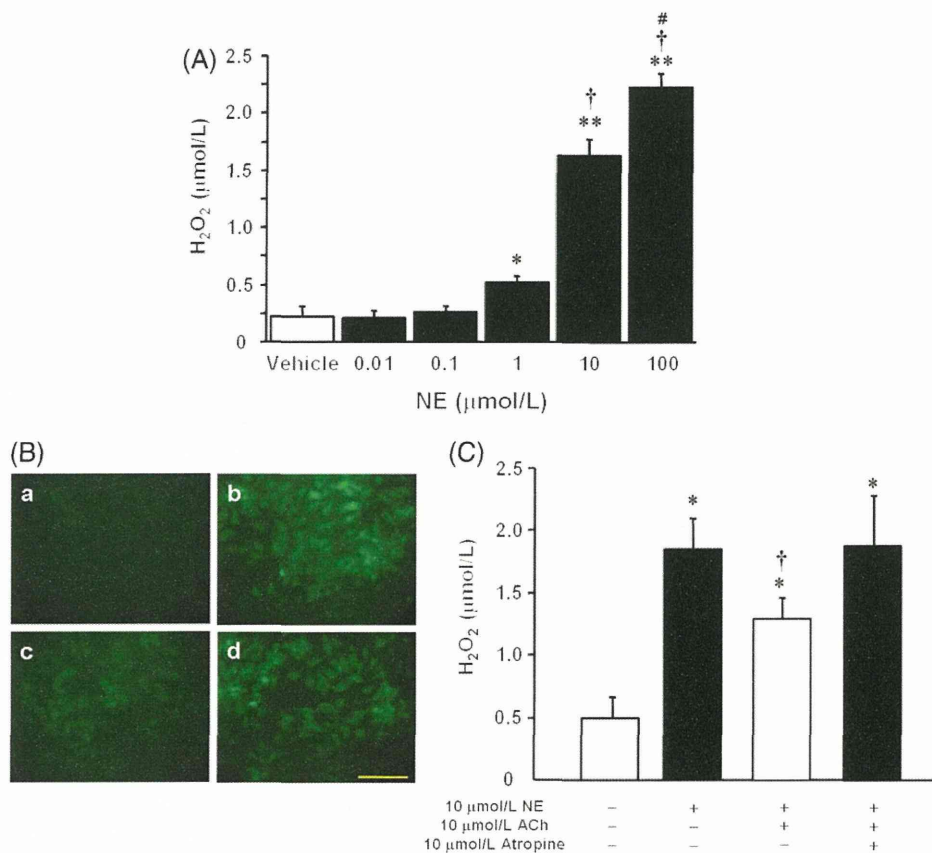 (A)
#
†
**
†
**
*
2.5
2.0
1.5
1.0
0.5
0
H₂O₂ (µmol/L)
Vehicle 0.01 0.1 1 10 100
NE (µmol/L)
(B)
a
b
c
d
(C)
2.5
2.0
1.5
1.0
0.5
0
H₂O₂ (µmol/L)
*
†
*
*
10 µmol/L NE – + + +
10 µmol/L ACh – – + +
10 µmol/L Atropine – – – +